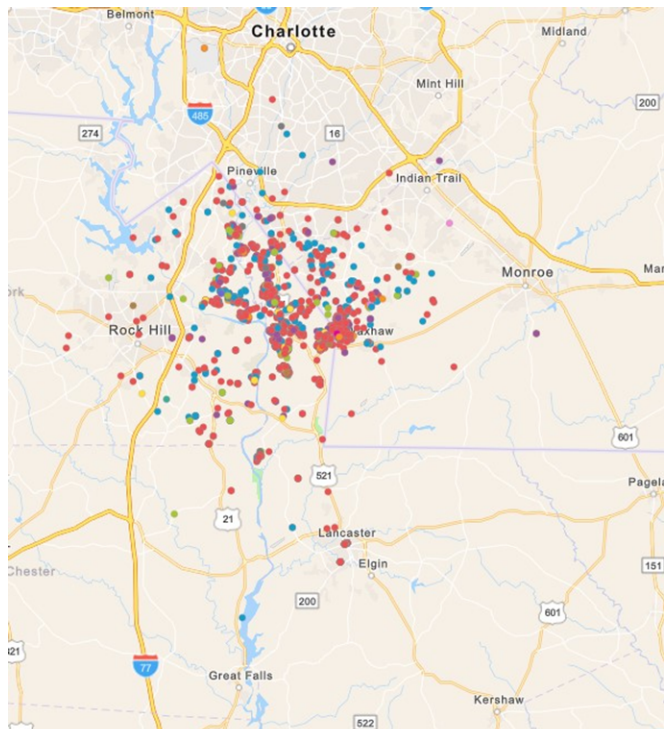 Belmont
Charlotte
Midland
Mint Hill
485
200
274
16
Pineville
Indian Trail
Monroe
Mar
ork
Rock Hill
axhaw
601
521
Pagela
21
Lancaster
Elgin
Chester
151
200
601
321
77
Great Falls
Kershaw
522